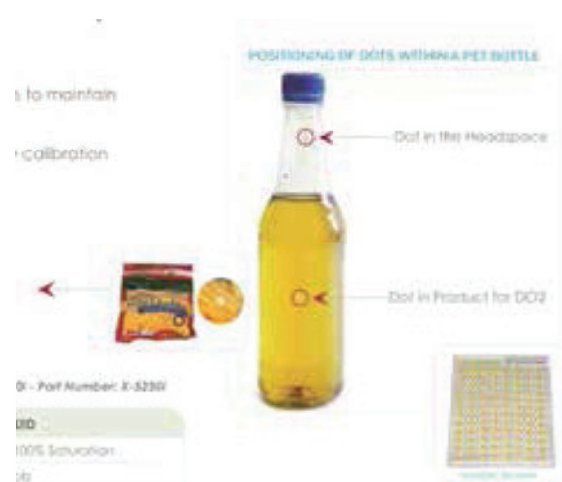 POSITIONING OF DOTS WITHIN A PET BOTTLE
to maintain
Dot in the Headspace
calibration
Dot in Product for DO2
- Part Number: X-5250i
100% Saturation